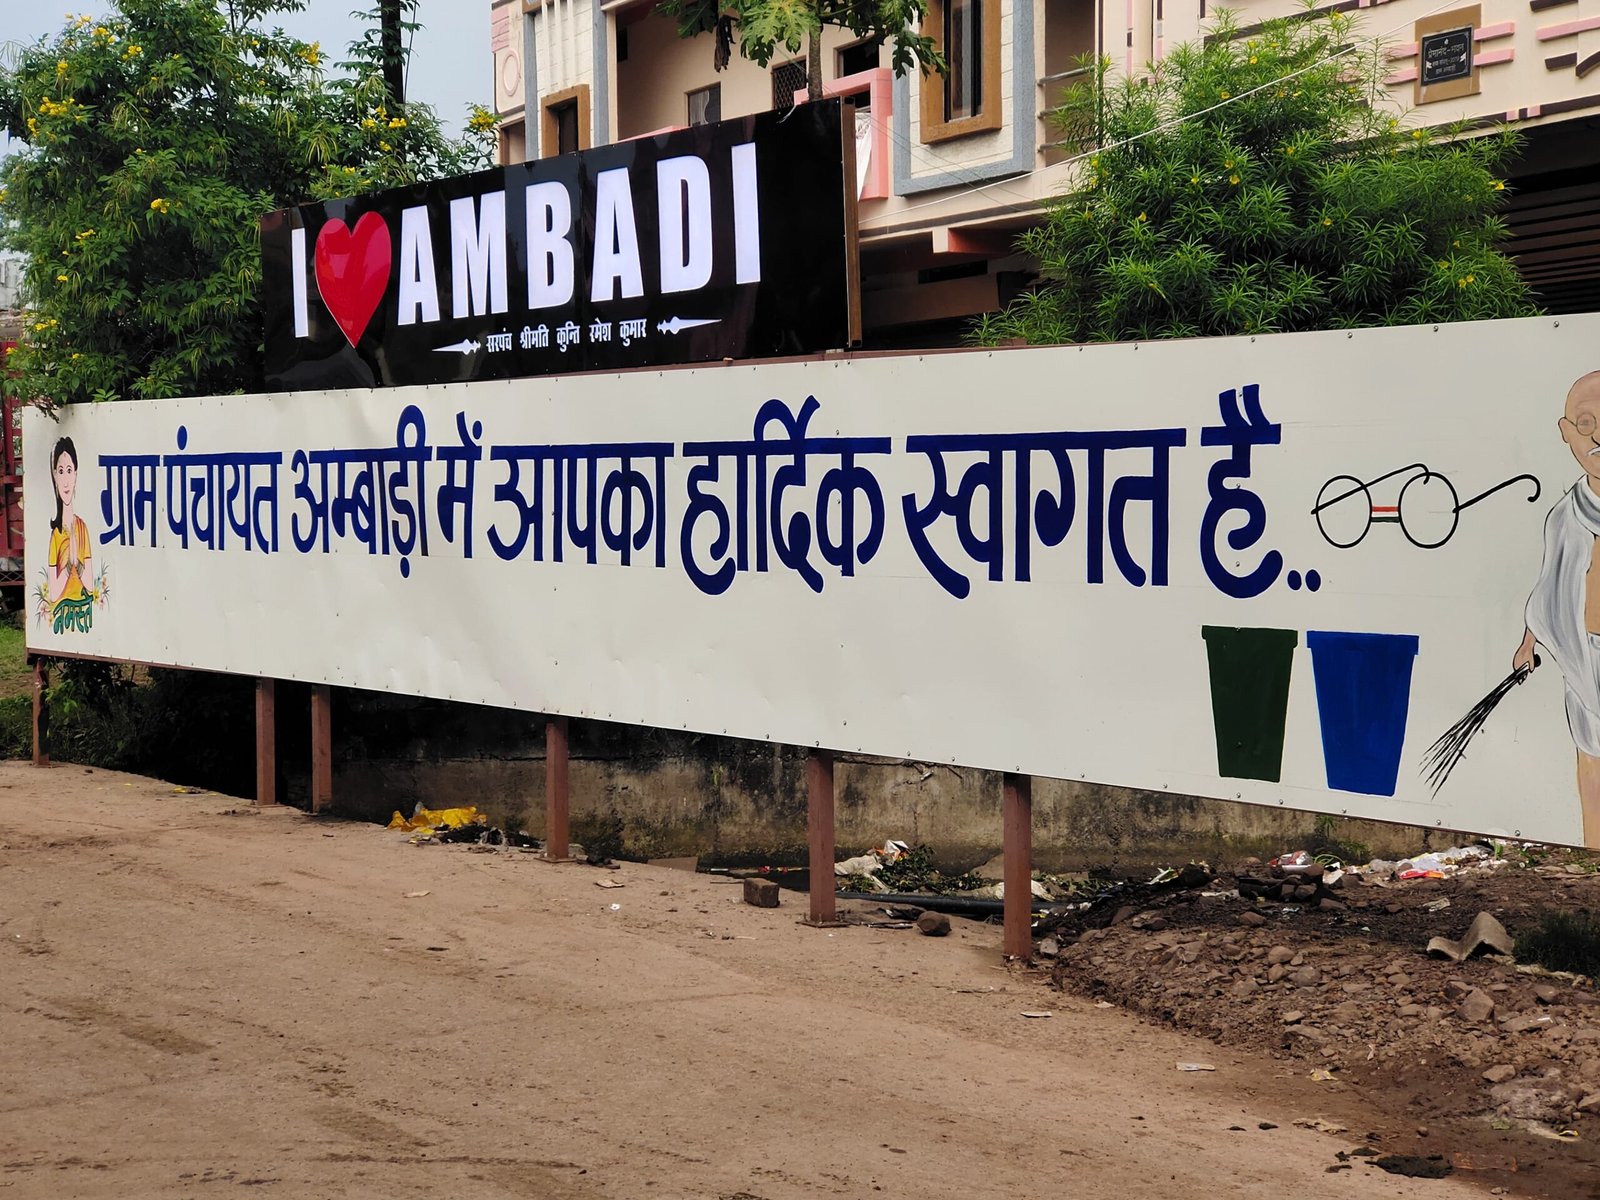 I ❤ AMBADI
सरपंच श्रीमति कुन्ति रमेश कुमार
ग्राम पंचायत अम्बाड़ी में आपका हार्दिक स्वागत है..
नमस्ते